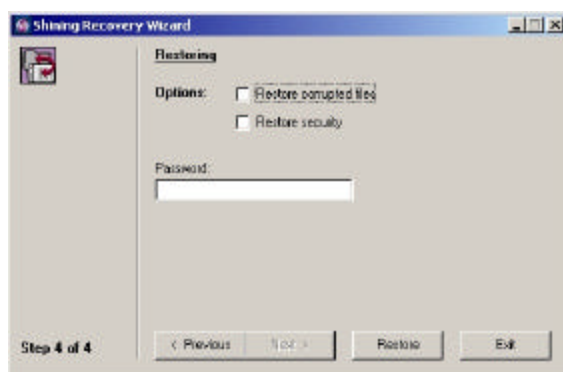 Shining Recovery Wizard
Restoring
Options:
Restore corrupted files
Restore security
Password:
Step 4 of 4
< Previous
Next >
Restore
Exit